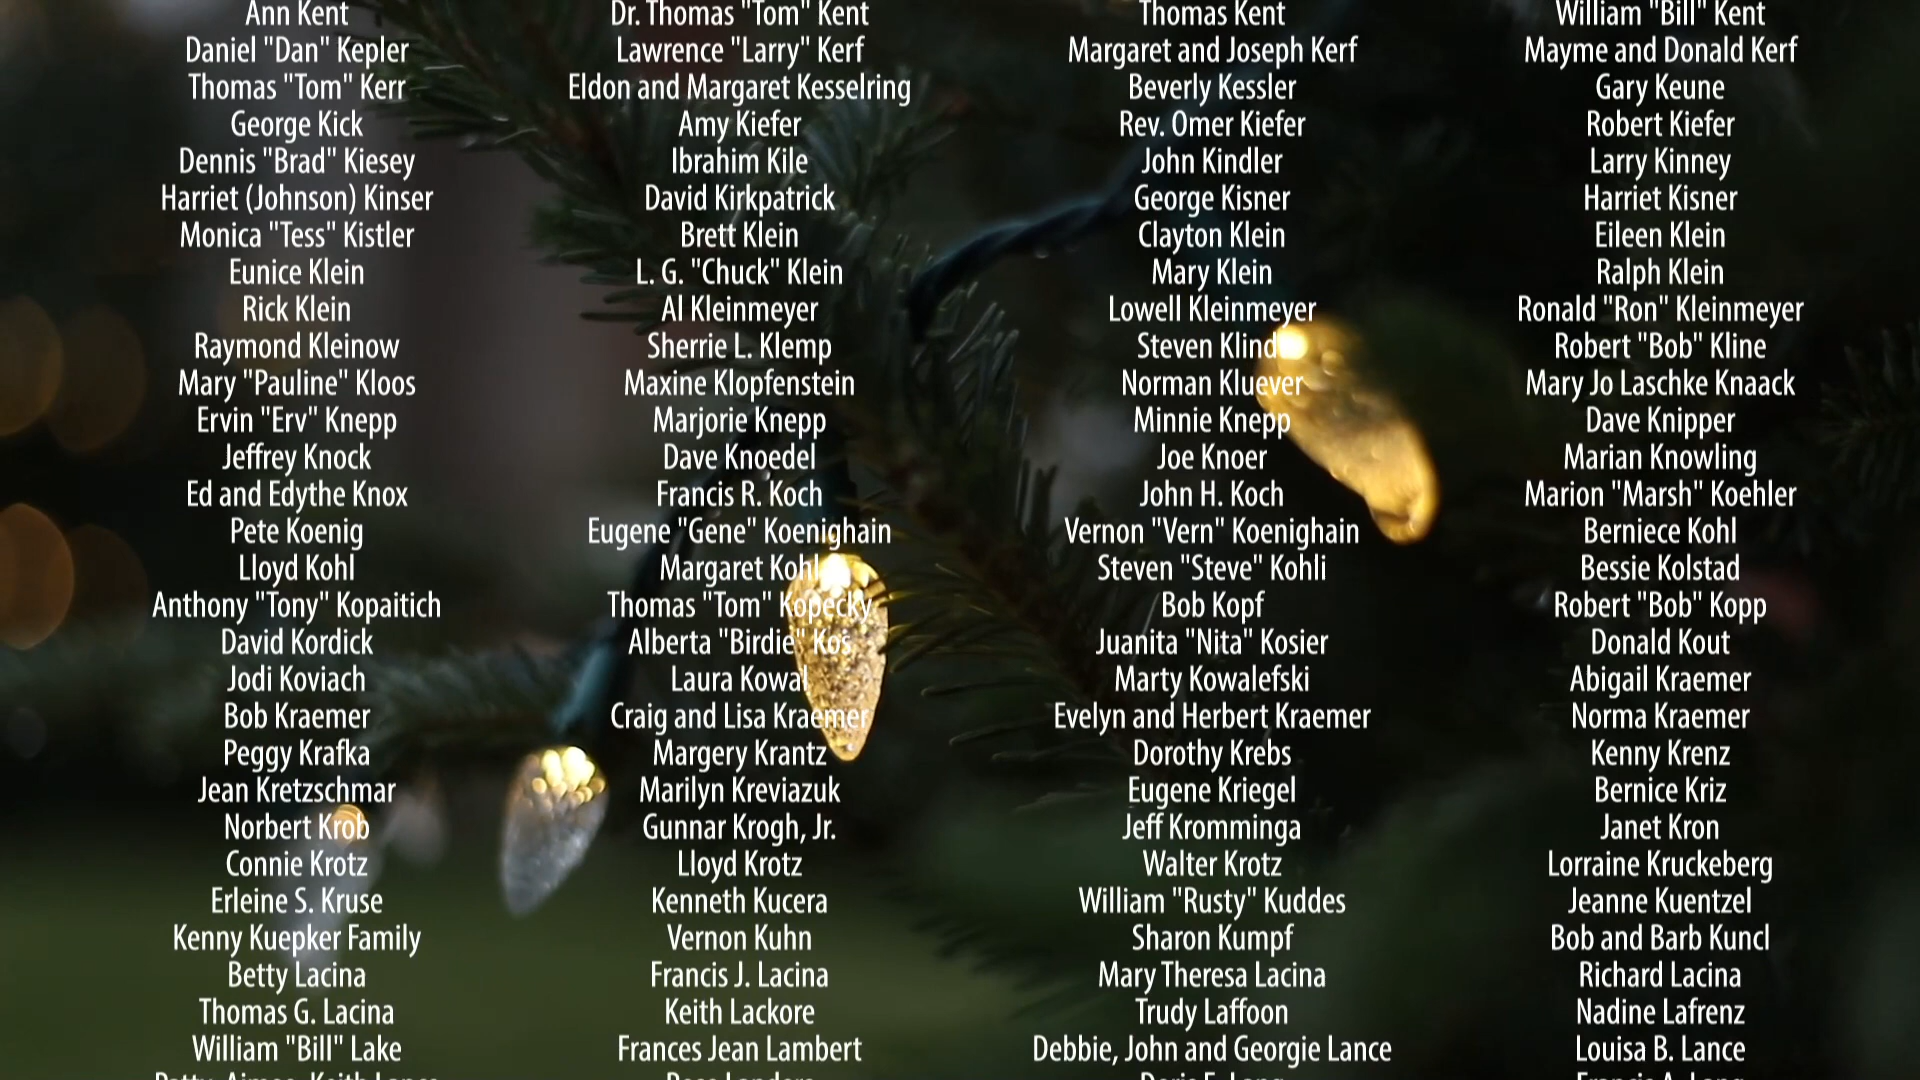 Ann Kent
Dr. Thomas "Tom" Kent
Thomas Kent
William "Bill" Kent
Daniel "Dan" Kepler
Lawrence "Larry" Kerf
Margaret and Joseph Kerf
Mayme and Donald Kerf
Thomas "Tom" Kerr
Eldon and Margaret Kesselring
Beverly Kessler
Gary Keune
George Kick
Amy Kiefer
Rev. Omer Kiefer
Robert Kiefer
Dennis "Brad" Kiesey
Ibrahim Kile
John Kindler
Larry Kinney
Harriet (Johnson) Kinser
David Kirkpatrick
George Kisner
Harriet Kisner
Monica "Tess" Kistler
Brett Klein
Clayton Klein
Eileen Klein
Eunice Klein
L. G. "Chuck" Klein
Mary Klein
Ralph Klein
Rick Klein
Al Kleinmeyer
Lowell Kleinmeyer
Ronald "Ron" Kleinmeyer
Raymond Kleinow
Sherrie L. Klemp
Steven
Robert "Bob" Kline
Mary "Pauline" Kloos
Maxine Klopfenstein
Norman Kluever
Mary Jo Laschke Knaack
Ervin "Erv" Knepp
Marjorie Knepp
Minnie Knepp
Dave Knipper
Jeffrey Knock
Dave Knoedel
Joe Knoer
Marian Knowling
Ed and Edythe Knox
Francis R. Koch
John H. Koch
Marion "Marsh" Koehler
Pete Koenig
Eugene "Gene" Koenighain
Vernon "Vern" Koenighain
Berniece Kohl
Lloyd Kohl
Margaret Kohl
Steven "Steve" Kohli
Bessie Kolstad
Anthony "Tony" Kopaitich
Thomas "Tom" Kopecky
Bob Kopf
Robert "Bob" Kopp
David Kordick
Alberta "Birdie" Kos
Juanita "Nita" Kosier
Donald Kout
Jodi Koviach
Laura Kowal
Marty Kowalefski
Abigail Kraemer
Bob Kraemer
Craig and Lisa Kraemer
Evelyn and Herbert Kraemer
Norma Kraemer
Peggy Krafka
Margery Krantz
Dorothy Krebs
Kenny Krenz
Jean Kretzschmar
Marilyn Kreviazuk
Eugene Kriegel
Bernice Kriz
Norbert Krob
Gunnar Krogh, Jr.
Jeff Kromminga
Janet Kron
Connie Krotz
Lloyd Krotz
Walter Krotz
Lorraine Kruckeberg
Erleine S. Kruse
Kenneth Kucera
William "Rusty" Kuddes
Jeanne Kuentzel
Kenny Kuepker Family
Vernon Kuhn
Sharon Kumpf
Bob and Barb Kuncl
Betty Lacina
Francis J. Lacina
Mary Theresa Lacina
Richard Lacina
Thomas G. Lacina
Keith Lackore
Trudy Laffoon
Nadine Lafrenz
William "Bill" Lake
Frances Jean Lambert
Debbie, John and Georgie Lance
Louisa B. Lance